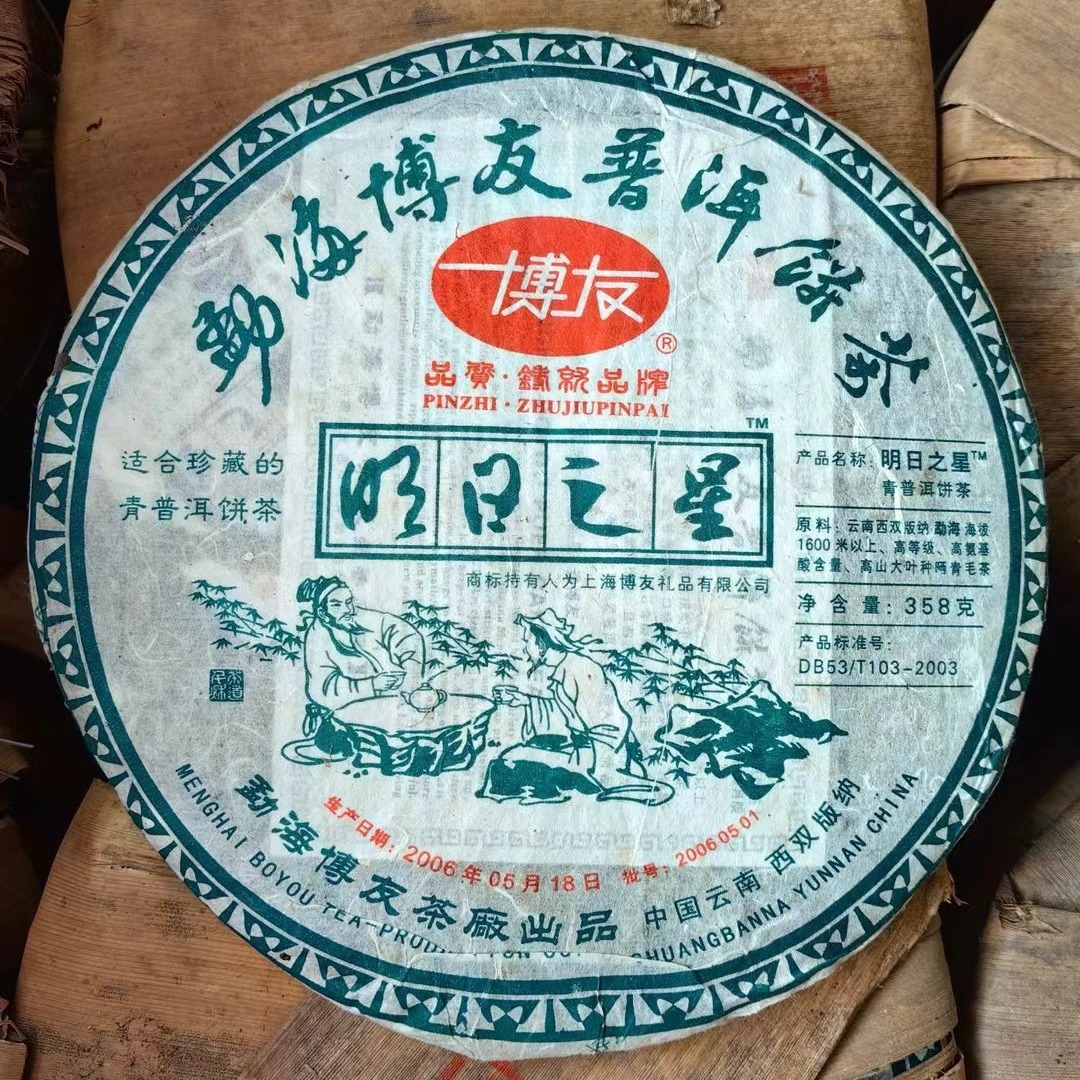 勐海博友普洱饼茶
博友
®
品质·铸就品牌
PINZHI·ZHUJIUPINPAI
TM
明日之星
适合珍藏的
青普洱饼茶
商标持有人为上海博友礼品有限公司
产品名称：明日之星™
青普洱饼茶
原料：云南西双版纳 勐海 海拔
1600米以上、高等级、高氨基
酸含量、高山大叶种晒青毛茶
净含量：358克
产品标准号：
DB53/T103-2003
生产日期：2006年05月18日 批号：20060501
勐海博友茶厂出品 中国云南 西双版纳
MENGHAI BOYOU TEA-PRODU
SHUANGBANNA YUNNAN CHINA